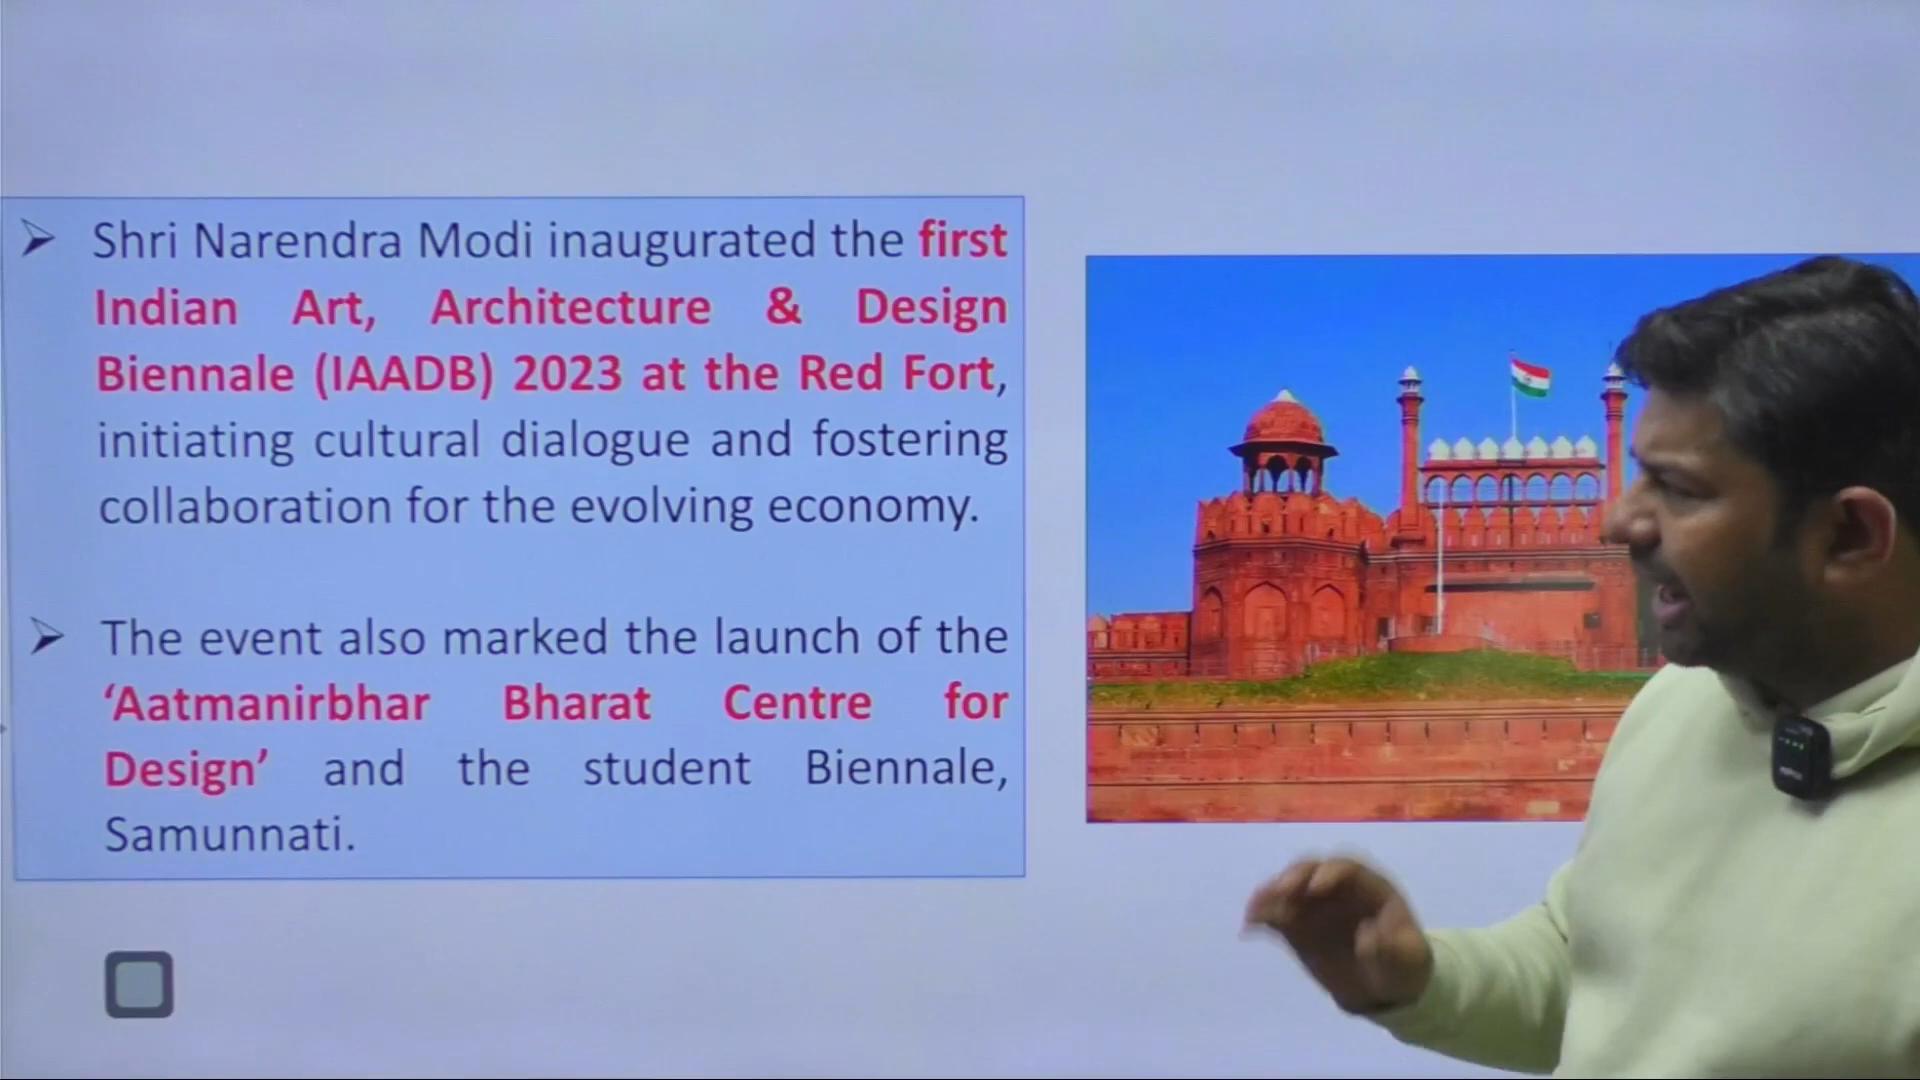 Shri Narendra Modi inaugurated the first
Indian Art, Architecture & Design
Biennale (IAADB) 2023 at the Red Fort,
initiating cultural dialogue and fostering
collaboration for the evolving economy.
The event also marked the launch of the
‘Aatmanirbhar Bharat Centre for
Design’ and the student Biennale,
Samunnati.